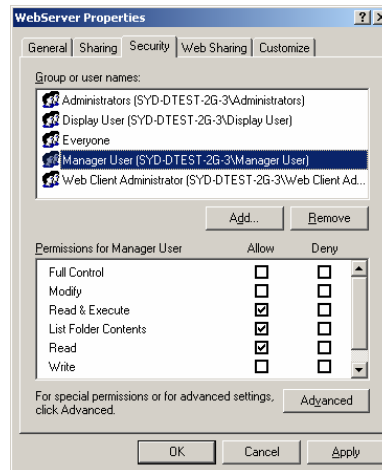 WebServer Properties
General Sharing Security Web Sharing Customize
Group or user names:
Administrators (SYD-DTEST-2G-3\Administrators)
Display User (SYD-DTEST-2G-3\Display User)
Everyone
Manager User (SYD-DTEST-2G-3\Manager User)
Web Client Administrator (SYD-DTEST-2G-3\Web Client Ad...
Add... Remove
Permissions for Manager User Allow Deny
Full Control
Modify
Read & Execute
List Folder Contents
Read
Write
For special permissions or for advanced settings, click Advanced.
Advanced
OK Cancel Apply